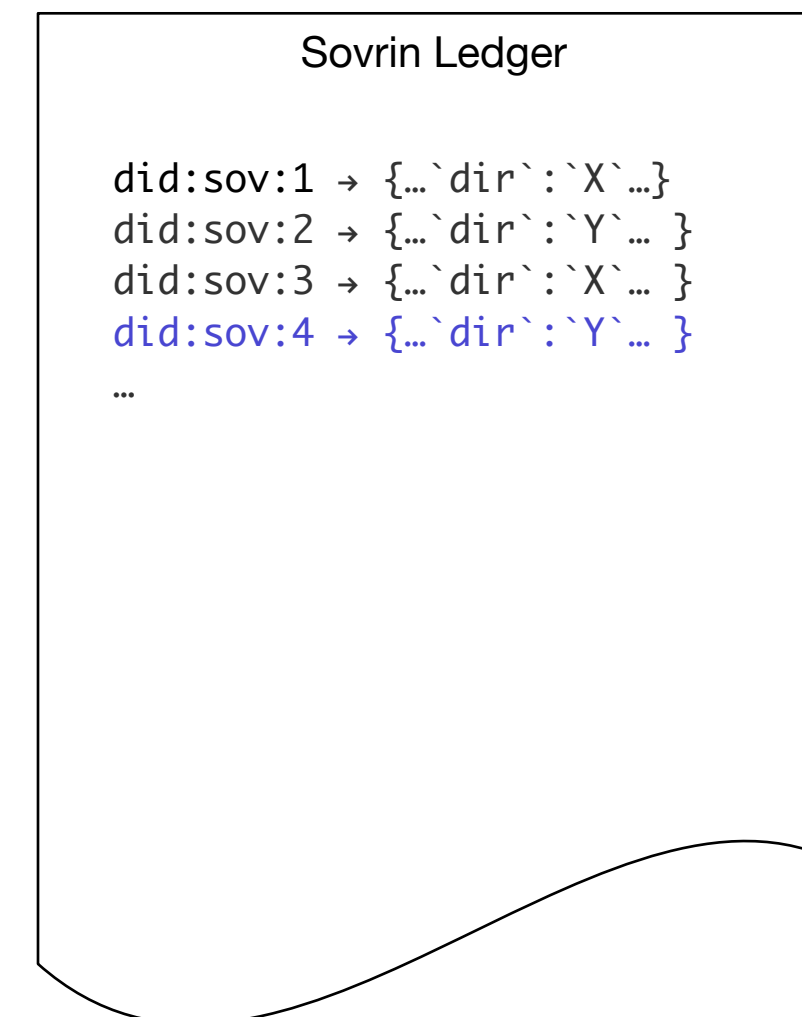 Sovrin Ledger
did:sov:1 → {…`dir`:`X`…}
did:sov:2 → {…`dir`:`Y`… }
did:sov:3 → {…`dir`:`X`… }
did:sov:4 → {…`dir`:`Y`… }
…